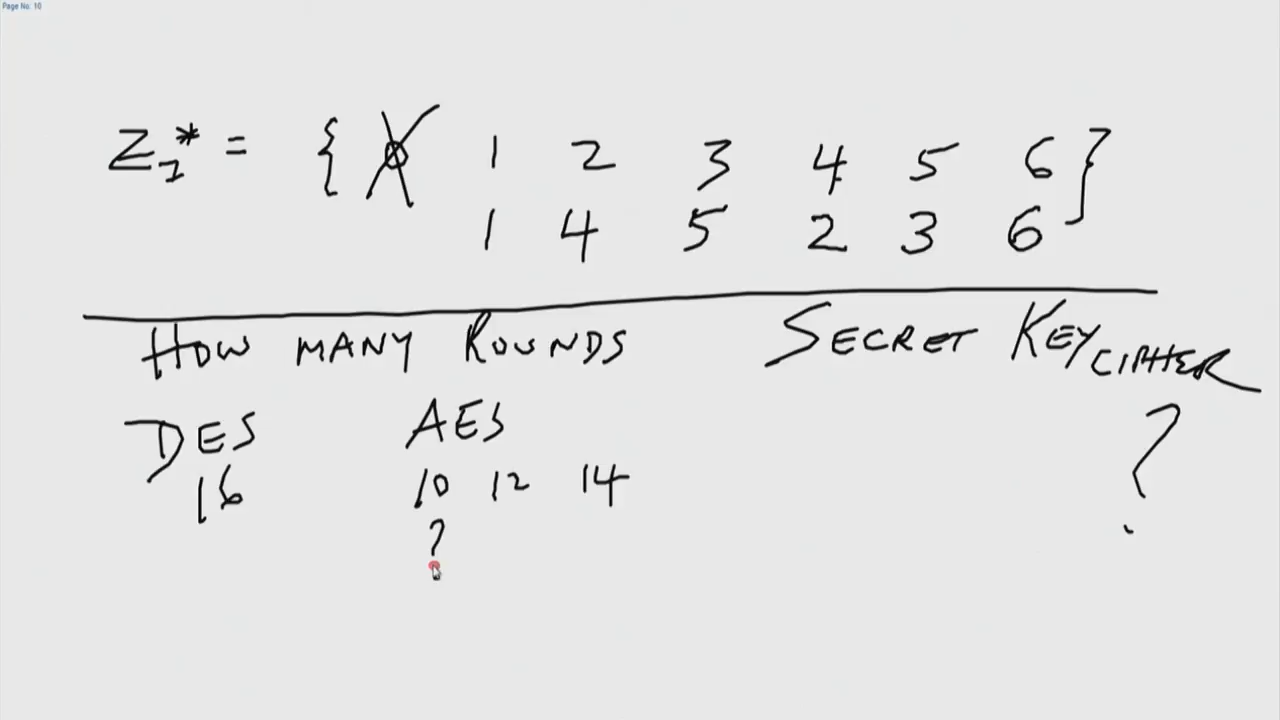 Page No: 10
Z7* = { 0 1 2 3 4 5 6 }
1 4 5 2 3 6
HOW MANY ROUNDS
SECRET KEY CIPHER
?
DES AES
16 10 12 14
?